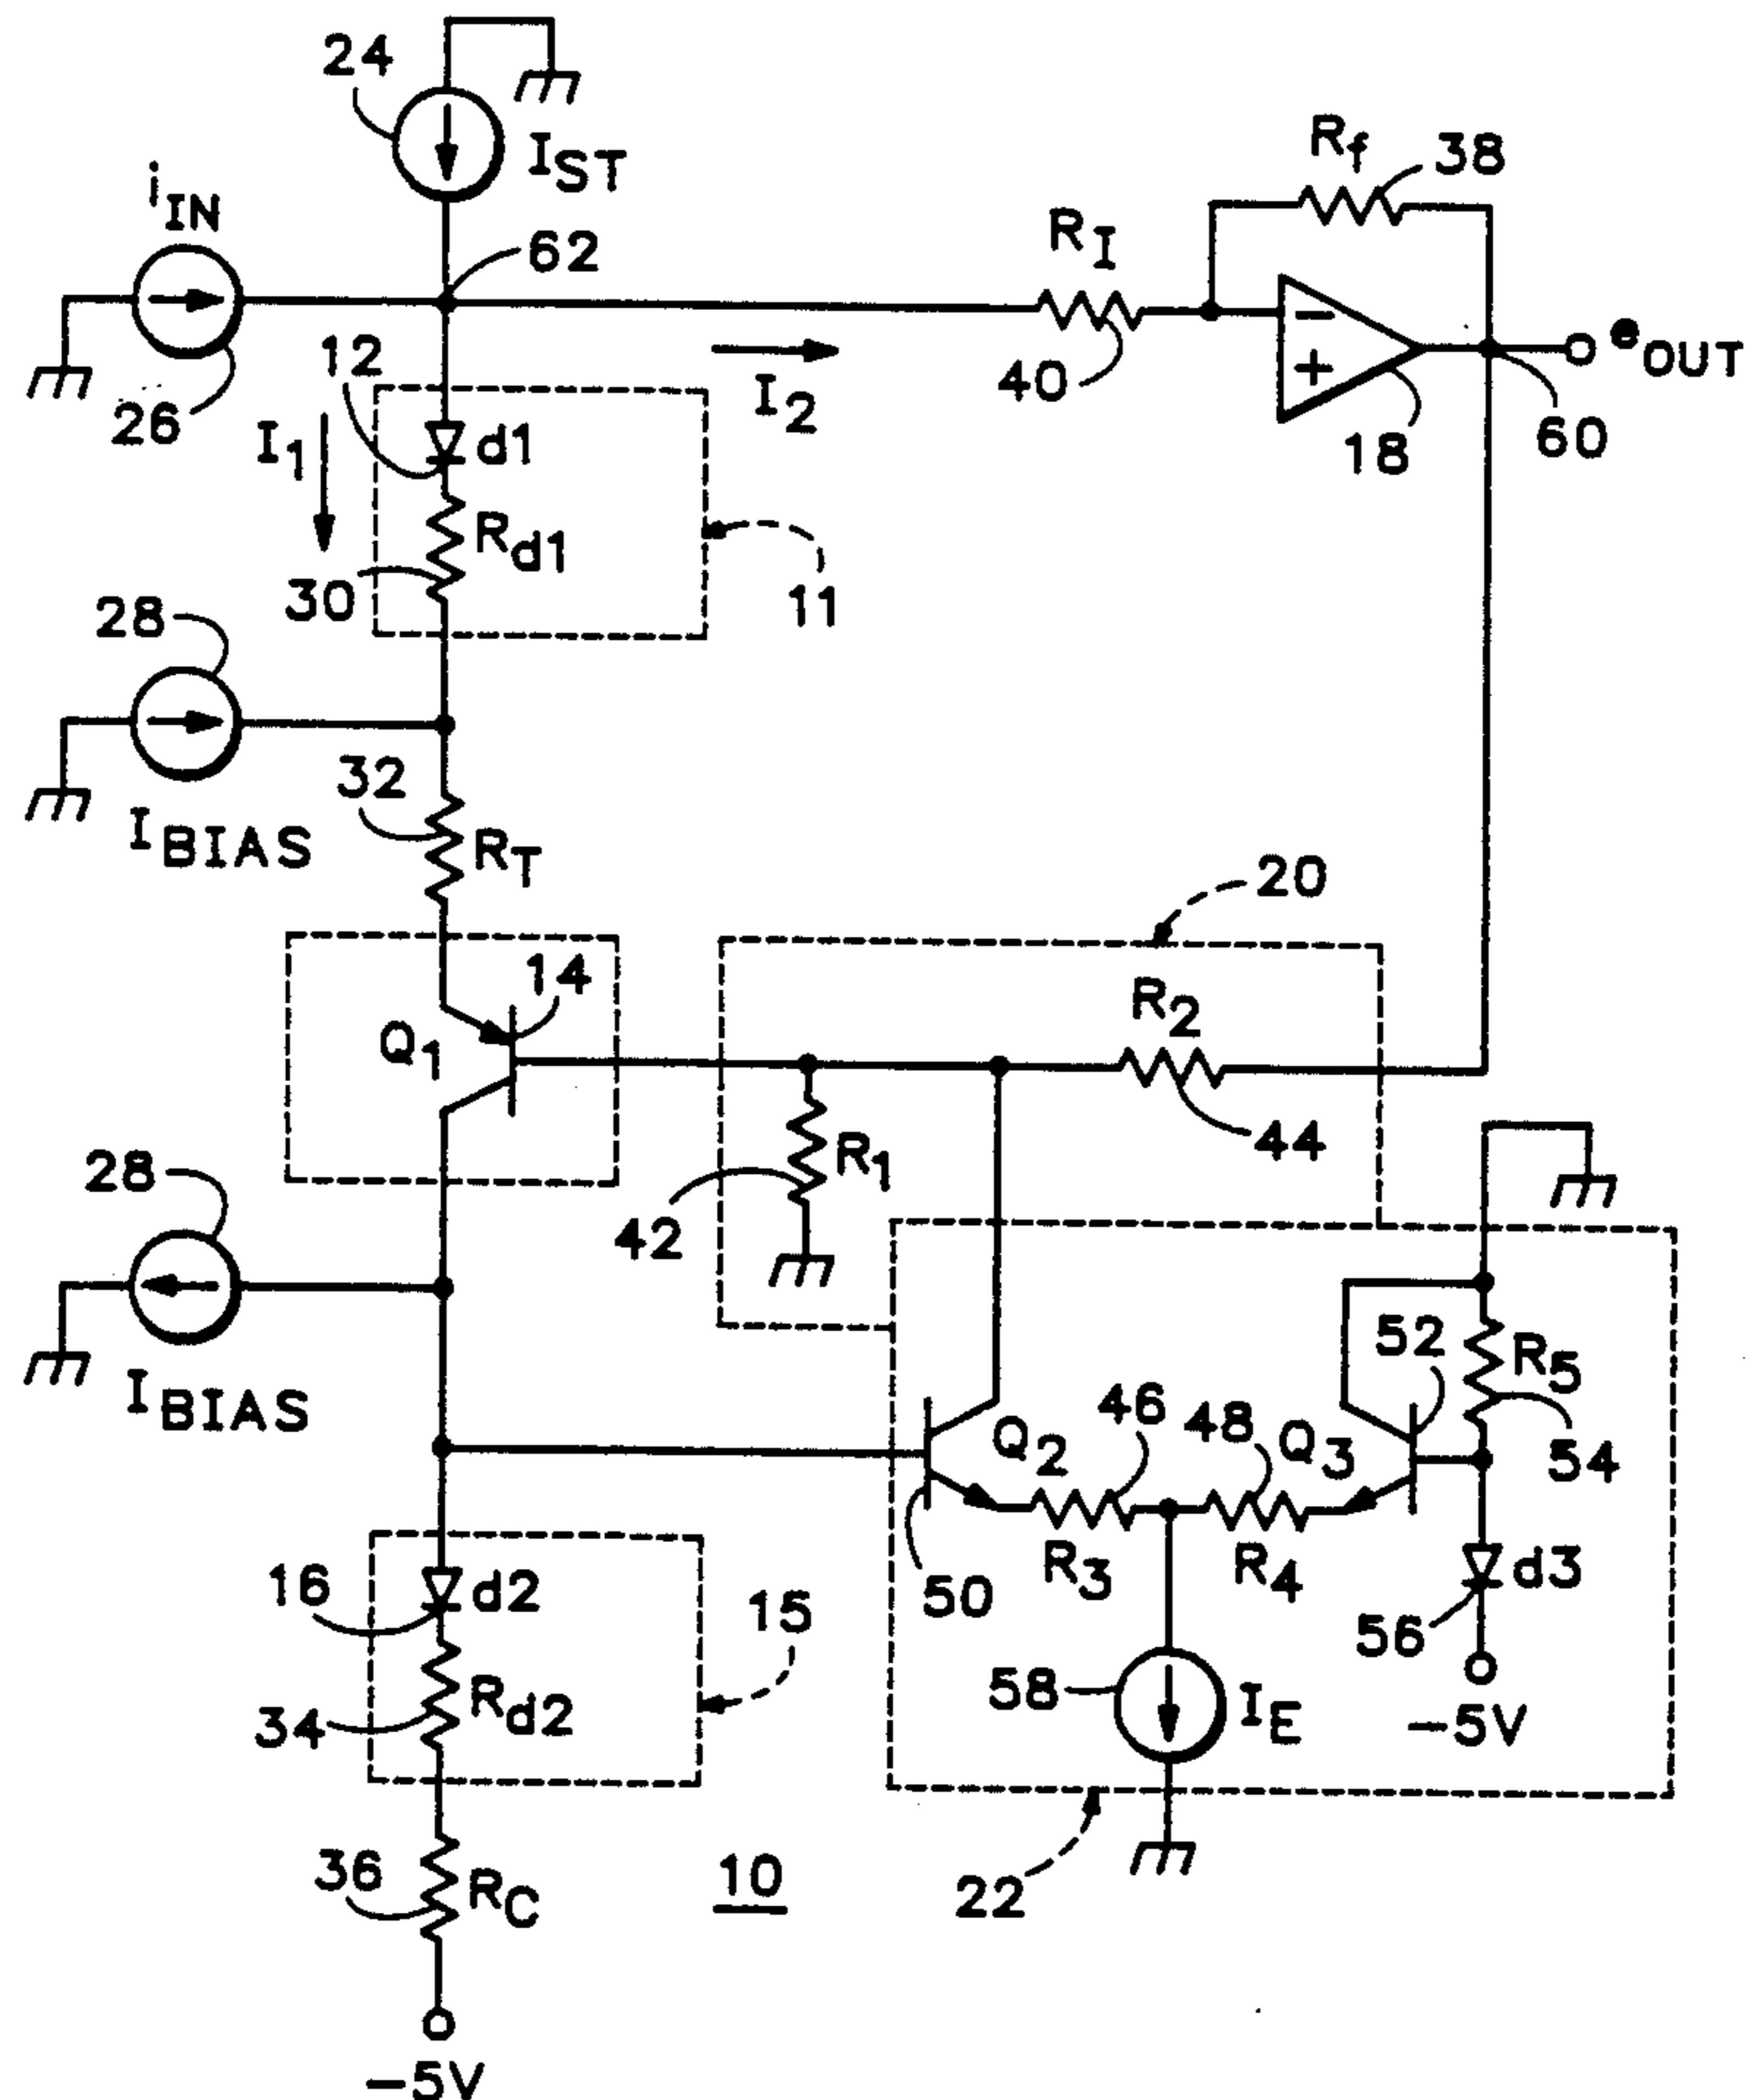 24
I_ST
i_IN
62
R_f
38
R_I
12
26
I_1
d1
I_2
40
18
60
e_OUT
R_d1
30
11
28
32
I_BIAS
R_T
20
14
Q_1
R_2
R_1
44
28
42
52
R_5
I_BIAS
46
48
Q_2
Q_3
54
16
d2
15
50
R_3
R_4
d3
56
58
I_E
-5V
34
R_d2
36
R_C
10
22
-5V
-
+